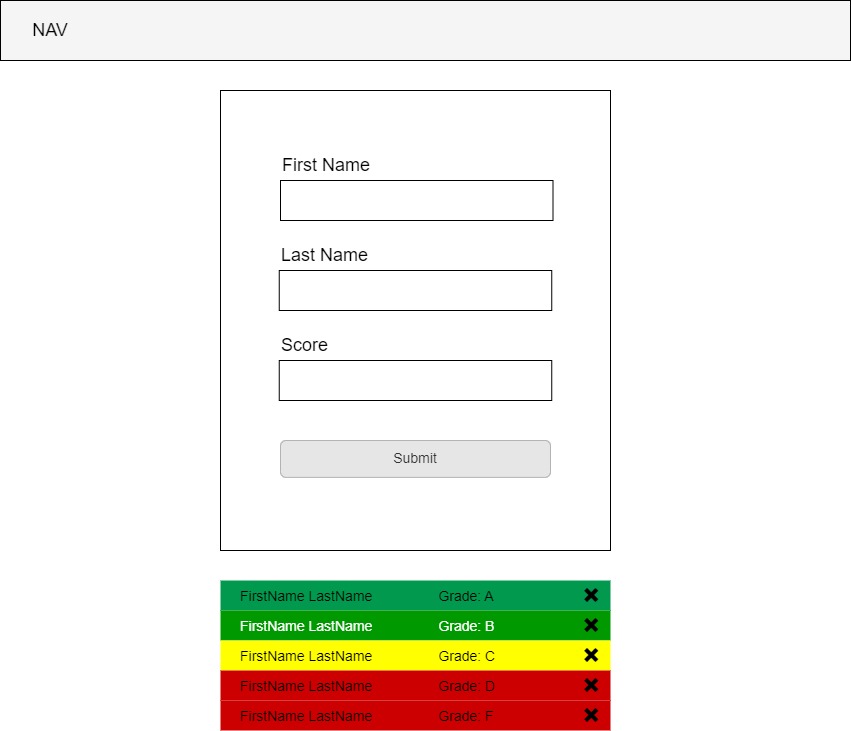 NAV
First Name
Last Name
Score
Submit
FirstName LastName Grade: A
FirstName LastName Grade: B
FirstName LastName Grade: C
FirstName LastName Grade: D
FirstName LastName Grade: F